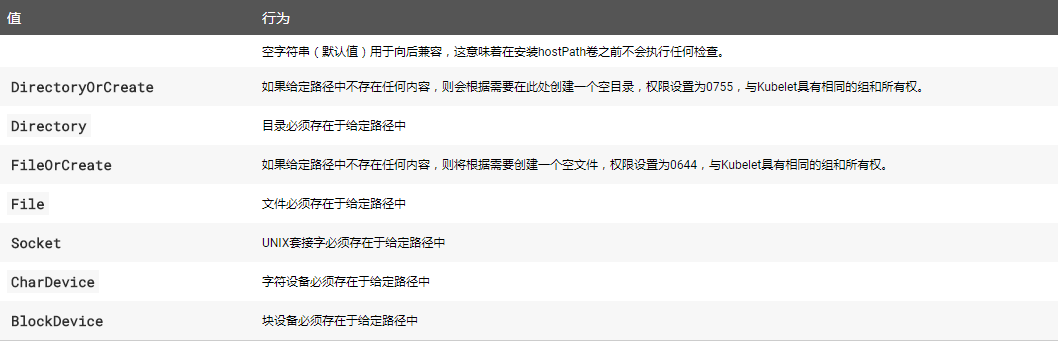 值 行为
空字符串（默认值）用于向后兼容，这意味着在安装hostPath卷之前不会执行任何检查。
DirectoryOrCreate 如果给定路径中不存在任何内容，则会根据需要在此处创建一个空目录，权限设置为0755，与Kubelet具有相同的组和所有权。
Directory 目录必须存在于给定路径中
FileOrCreate 如果给定路径中不存在任何内容，则将根据需要创建一个空文件，权限设置为0644，与Kubelet具有相同的组和所有权。
File 文件必须存在于给定路径中
Socket UNIX套接字必须存在于给定路径中
CharDevice 字符设备必须存在于给定路径中
BlockDevice 块设备必须存在于给定路径中